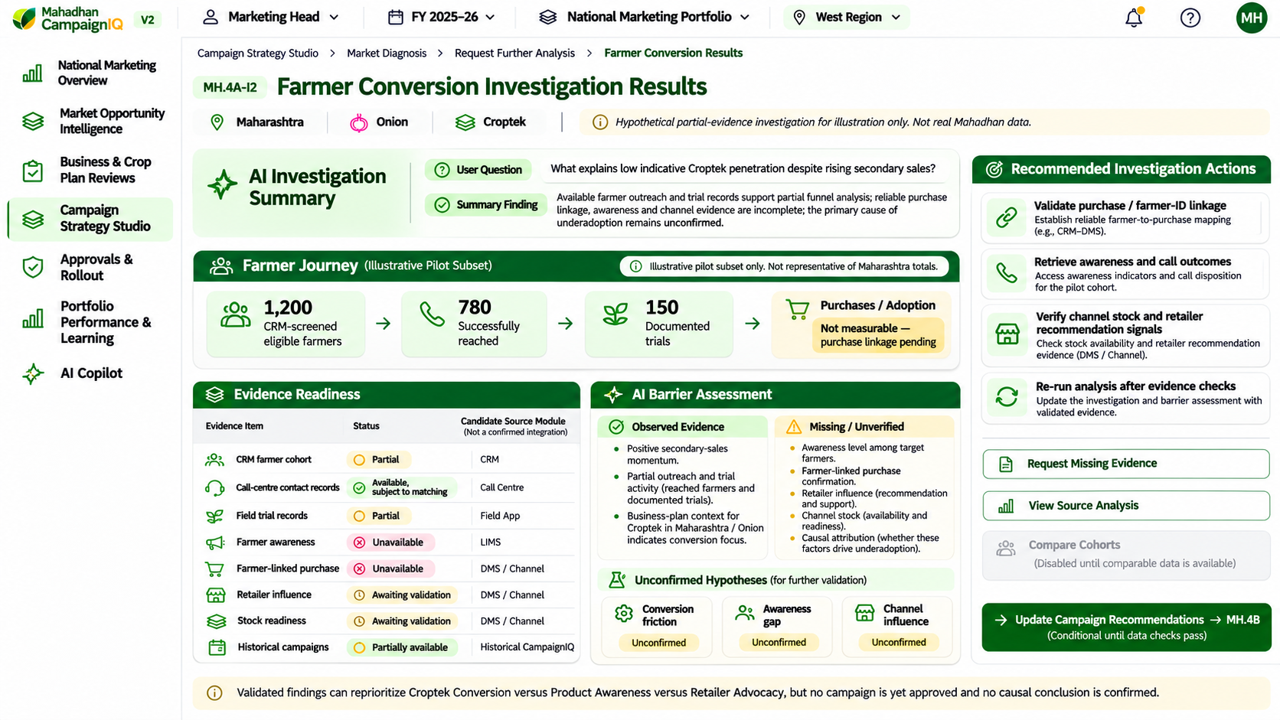 Mahadhan
CampaignIQ
V2
Marketing Head
FY 2025–26
National Marketing Portfolio
West Region
MH
National Marketing
Overview
Market Opportunity
Intelligence
Business & Crop
Plan Reviews
Campaign
Strategy Studio
Approvals &
Rollout
Portfolio
Performance &
Learning
AI Copilot
Campaign Strategy Studio > Market Diagnosis > Request Further Analysis > Farmer Conversion Results
MH.4A-I2
Farmer Conversion Investigation Results
Maharashtra
Onion
Croptek
Hypothetical partial-evidence investigation for illustration only. Not real Mahadhan data.
AI Investigation
Summary
User Question
What explains low indicative Croptek penetration despite rising secondary sales?
Summary Finding
Available farmer outreach and trial records support partial funnel analysis; reliable purchase
linkage, awareness and channel evidence are incomplete; the primary cause of
underadoption remains unconfirmed.
Farmer Journey (Illustrative Pilot Subset)
Illustrative pilot subset only. Not representative of Maharashtra totals.
1,200
CRM-screened
eligible farmers
780
Successfully
reached
150
Documented
trials
Purchases / Adoption
Not measurable —
purchase linkage pending
Evidence Readiness
Evidence Item
Status
Candidate Source Module
(Not a confirmed integration)
CRM farmer cohort
Partial
CRM
Call-centre contact records
Available,
subject to matching
Call Centre
Field trial records
Partial
Field App
Farmer awareness
Unavailable
LIMS
Farmer-linked purchase
Unavailable
DMS / Channel
Retailer influence
Awaiting validation
DMS / Channel
Stock readiness
Awaiting validation
DMS / Channel
Historical campaigns
Partially available
Historical CampaignIQ
AI Barrier Assessment
Observed Evidence
• Positive secondary-sales
momentum.
• Partial outreach and trial
activity (reached farmers and
documented trials).
• Business-plan context for
Croptek in Maharashtra / Onion
indicates conversion focus.
Missing / Unverified
• Awareness level among target
farmers.
• Farmer-linked purchase
confirmation.
• Retailer influence (recommendation
and support).
• Channel stock (availability and
readiness).
• Causal attribution (whether these
factors drive underadoption).
Unconfirmed Hypotheses (for further validation)
Conversion
friction
Unconfirmed
Awareness
gap
Unconfirmed
Channel
influence
Unconfirmed
Recommended Investigation Actions
Validate purchase / farmer-ID linkage
Establish reliable farmer-to-purchase mapping
(e.g., CRM–DMS).
Retrieve awareness and call outcomes
Access awareness indicators and call disposition
for the pilot cohort.
Verify channel stock and retailer
recommendation signals
Check stock availability and retailer recommendation
evidence (DMS / Channel).
Re-run analysis after evidence checks
Update the investigation and barrier assessment with
validated evidence.
Request Missing Evidence
View Source Analysis
Compare Cohorts
(Disabled until comparable data is available)
→ Update Campaign Recommendations → MH.4B
(Conditional until data checks pass)
Validated findings can reprioritize Croptek Conversion versus Product Awareness versus Retailer Advocacy, but no campaign is yet approved and no causal conclusion is confirmed.